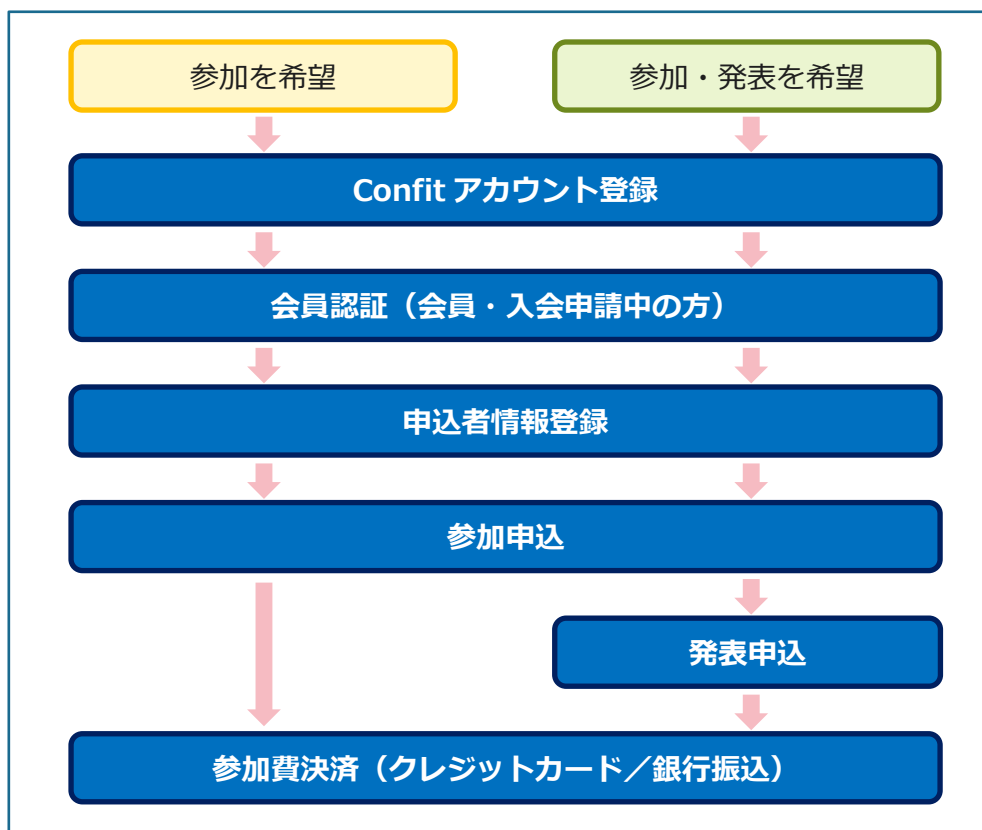 参加を希望
参加・発表を希望
Confit アカウント登録
会員認証（会員・入会申請中の方）
申込者情報登録
参加申込
発表申込
参加費決済（クレジットカード／銀行振込）